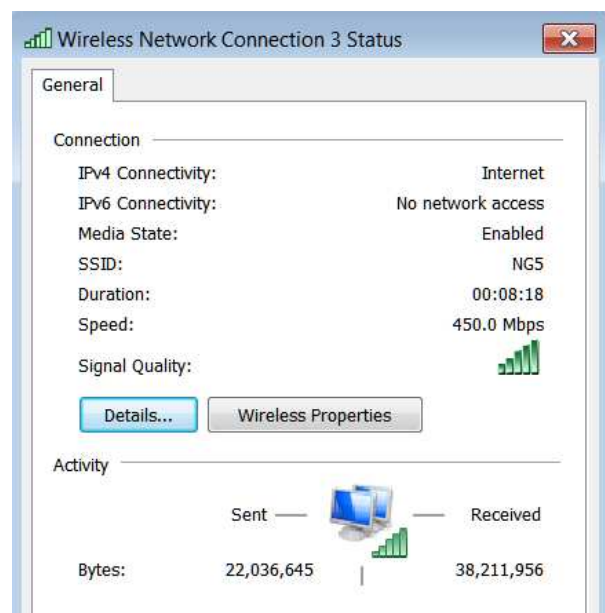 Wireless Network Connection 3 Status
General
Connection
IPv4 Connectivity: Internet
IPv6 Connectivity: No network access
Media State: Enabled
SSID: NG5
Duration: 00:08:18
Speed: 450.0 Mbps
Signal Quality:
Details... Wireless Properties
Activity
Sent Received
Bytes: 22,036,645 38,211,956